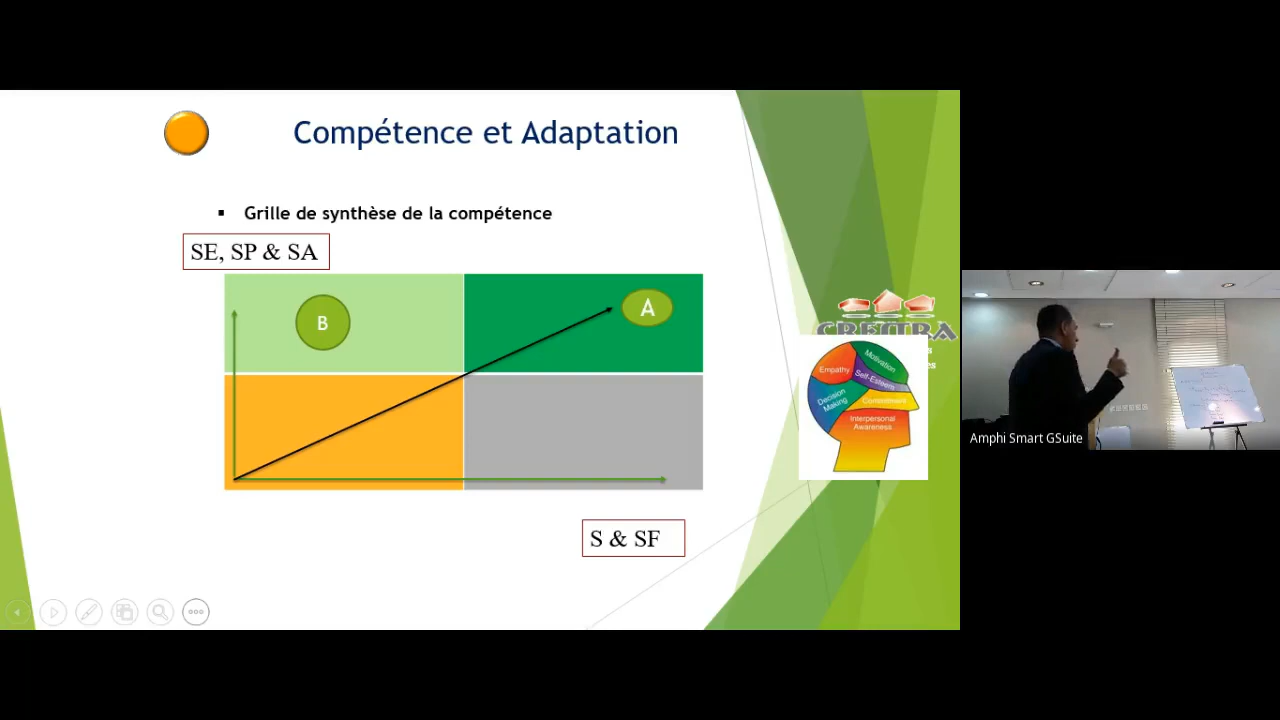 Compétence et Adaptation
▪ Grille de synthèse de la compétence
SE, SP & SA
B
A
S & SF
Motivation
Empathy
Self-Esteem
Decision
Making
Commitment
Interpersonal
Awareness
Amphi Smart GSuite